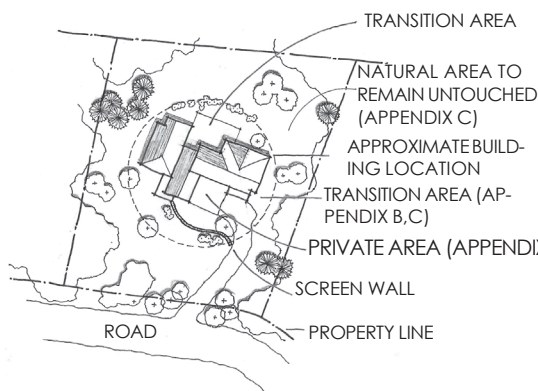 TRANSITION AREA
NATURAL AREA TO
REMAIN UNTOUCHED
(APPENDIX C)
APPROXIMATE BUILD-
ING LOCATION
TRANSITION AREA (AP-
PENDIX B,C)
PRIVATE AREA (APPENDIX
SCREEN WALL
ROAD
PROPERTY LINE